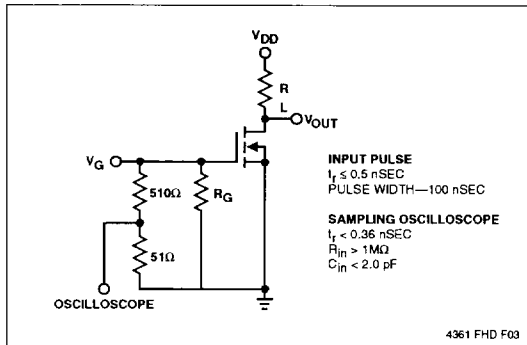 VDD
R
L
VOUT
VG
510Ω
RG
51Ω
OSCILLOSCOPE
INPUT PULSE
tr ≤ 0.5 nSEC
PULSE WIDTH—100 nSEC
SAMPLING OSCILLOSCOPE
tr < 0.36 nSEC
Rin > 1MΩ
Cin < 2.0 pF
4361 FHD F03